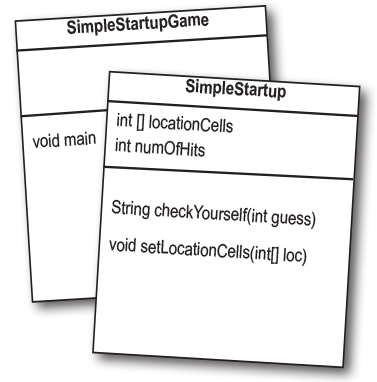 SimpleStartupGame
void main
SimpleStartup
int [] locationCells
int numOfHits
String checkYourself(int guess)
void setLocationCells(int[] loc)